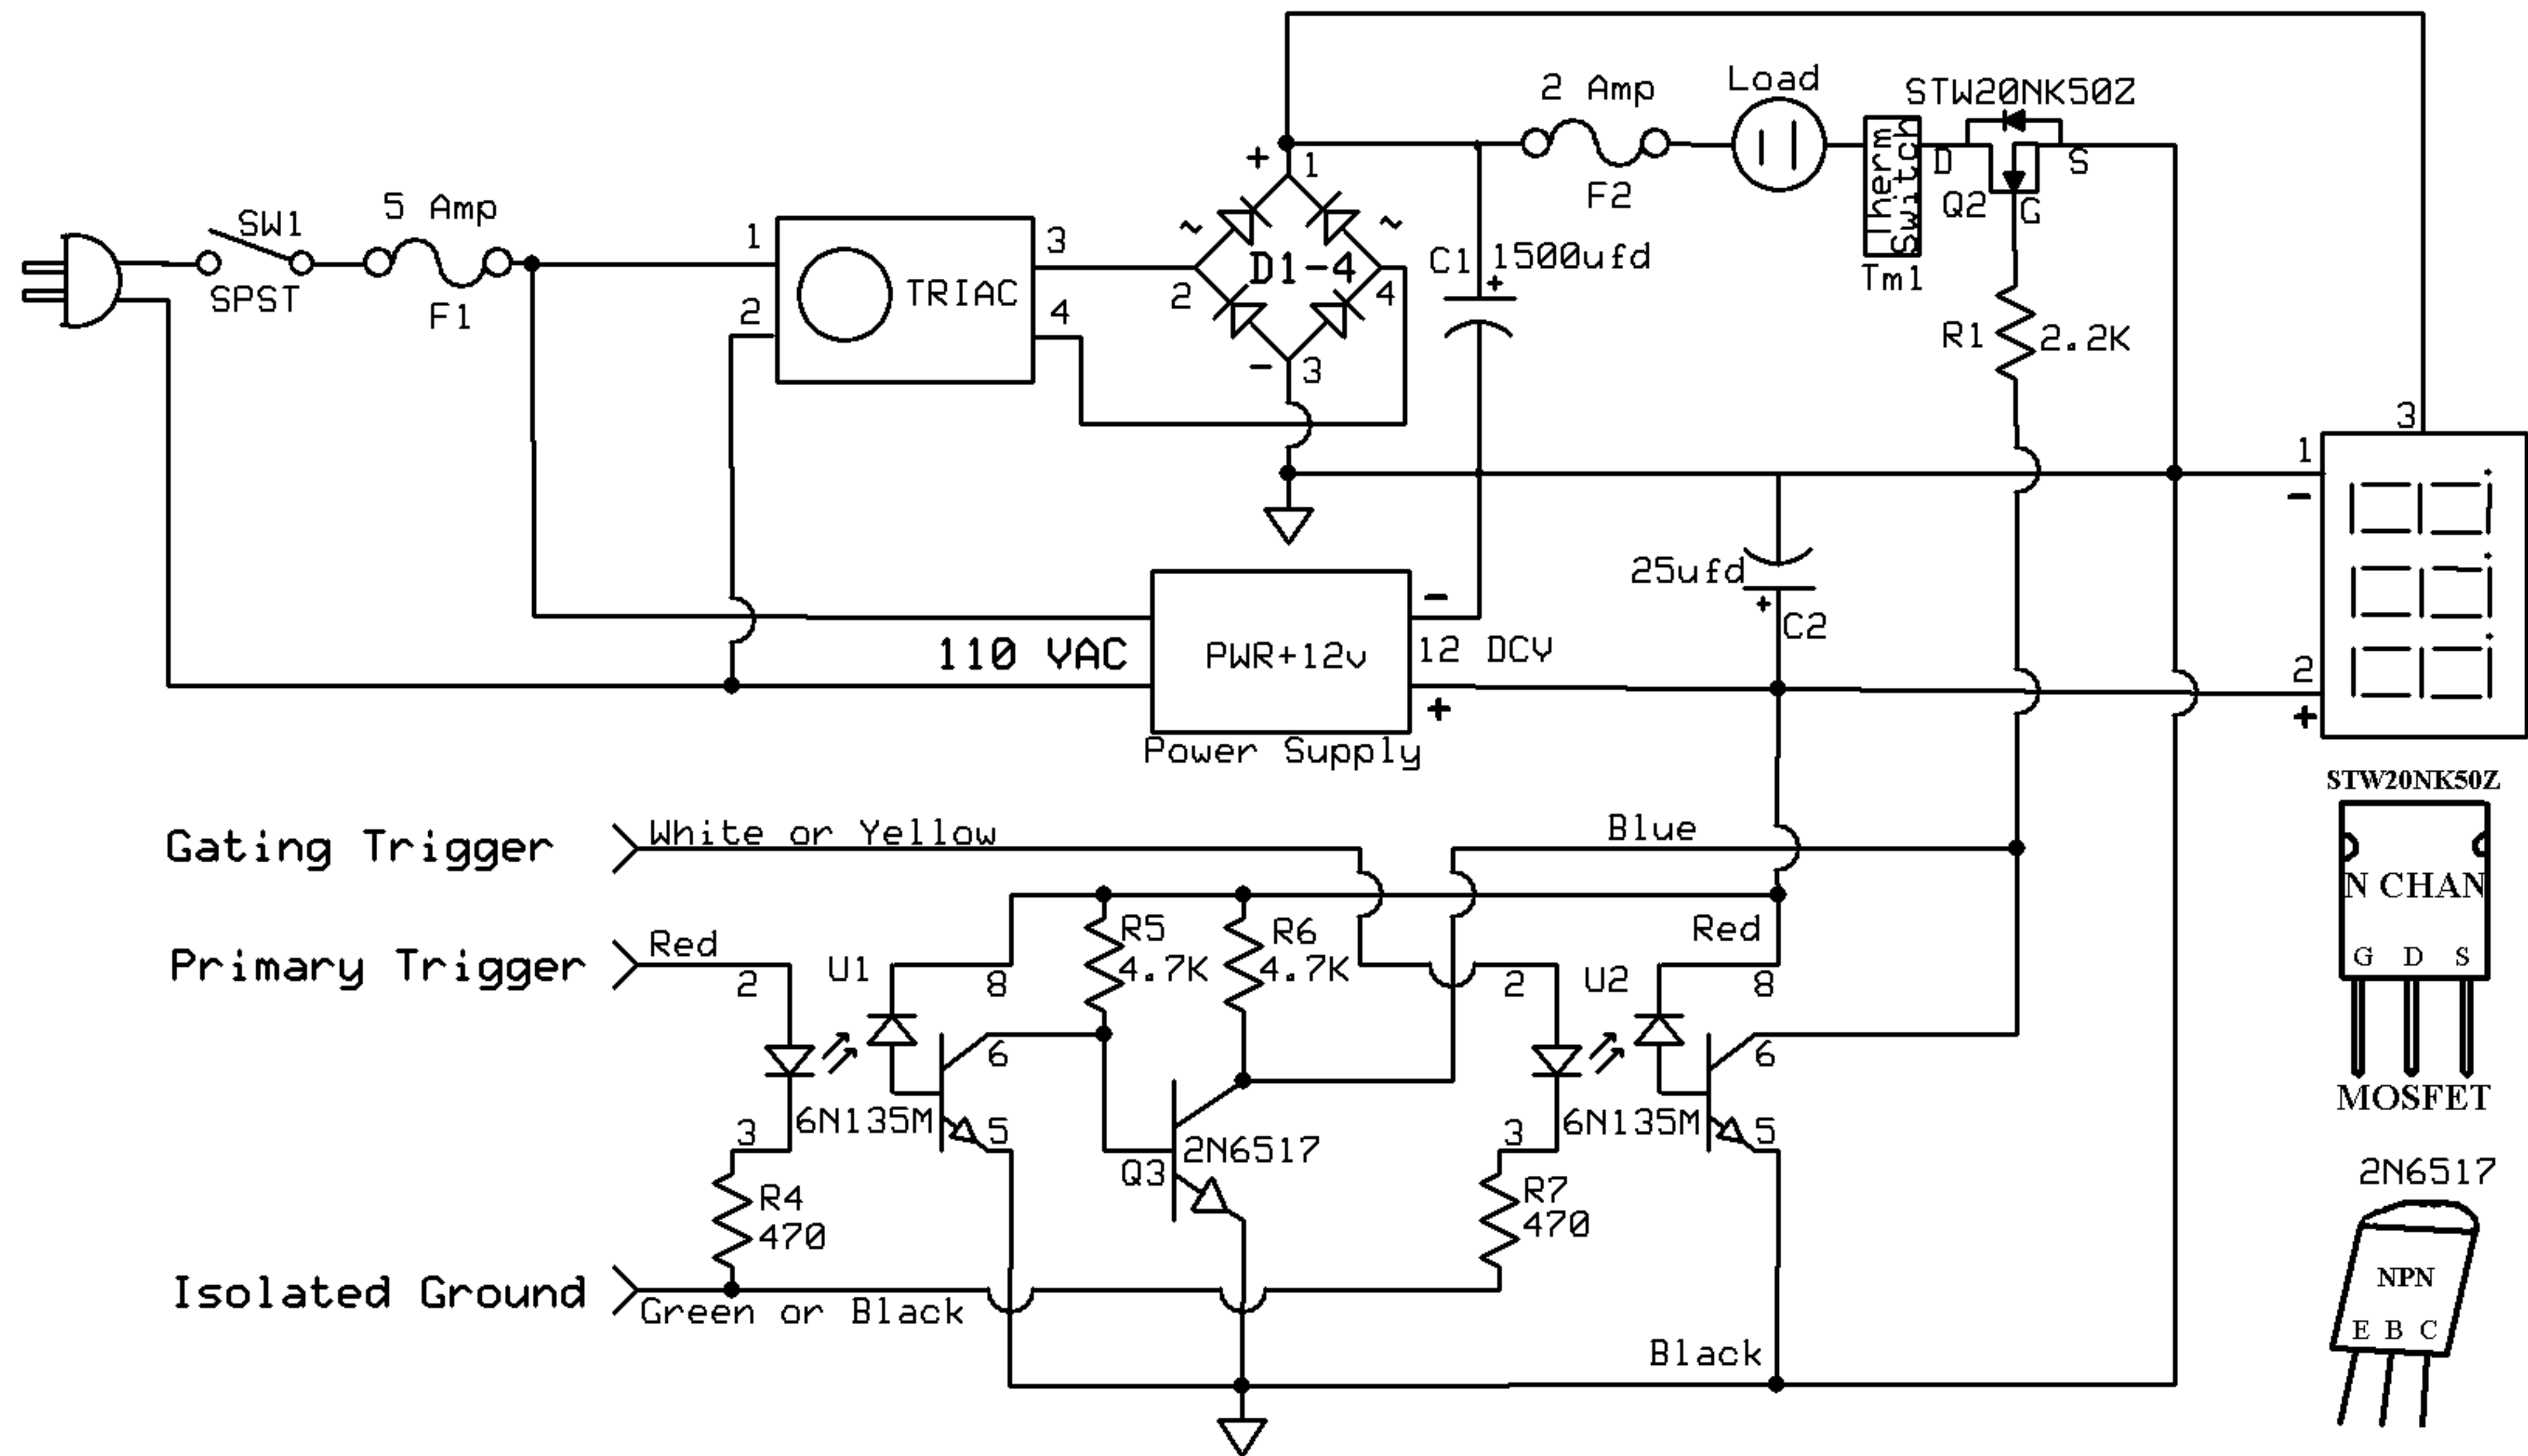 2 Amp
Load
STW20NK50Z
+
1
Therm
Switch
D
S
5 Amp
F2
Q2
G
SW1
~
~
1
3
D1-4
C1
1500ufd
+
SPST
F1
TRIAC
2
4
Tm1
2
4
R1
2.2K
-
3
3
1
-
25ufd
+
C2
-
110 VAC
PWR+12v
12 DCV
2
+
+
Power Supply
STW20NK50Z
Gating Trigger
White or Yellow
Blue
N CHAN
R5
R6
Red
Primary Trigger
Red
2
U1
8
4.7K
4.7K
2
U2
8
G D S
6
6
MOSFET
3
6N135M
5
2N6517
3
6N135M
5
Q3
2N6517
R4
470
R7
470
NPN
Isolated Ground
Green or Black
E B C
Black